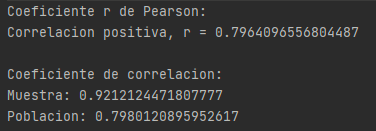 Coeficiente r de Pearson:
Correlacion positiva, r = 0.7964096556804487
Coeficiente de correlacion:
Muestra: 0.9212124471807777
Poblacion: 0.7980120895952617